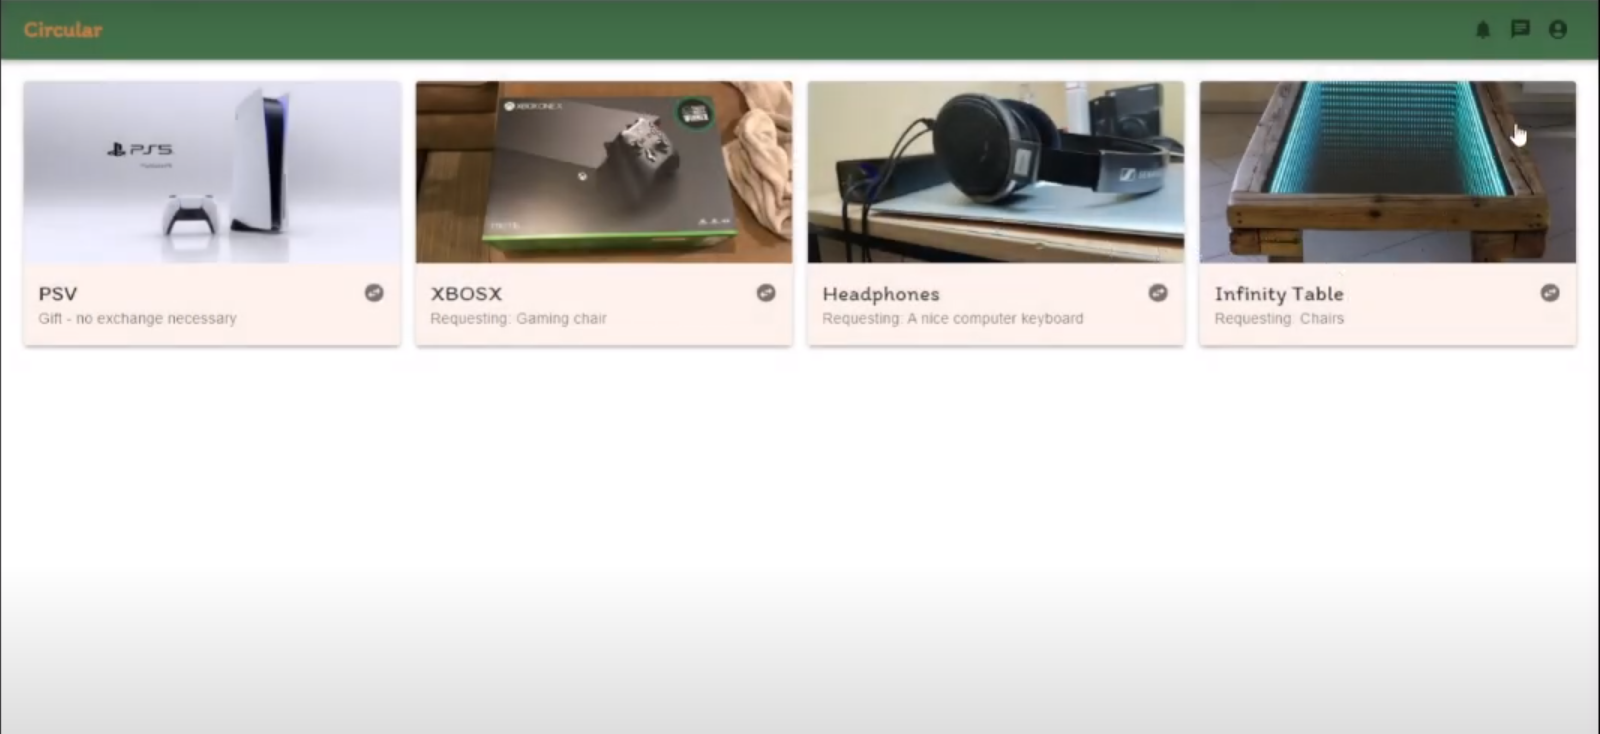 Circular
PS5
XBOX ONE X
PSV
Gift - no exchange necessary
XBOSX
Requesting: Gaming chair
Headphones
Requesting: A nice computer keyboard
Infinity Table
Requesting: Chairs